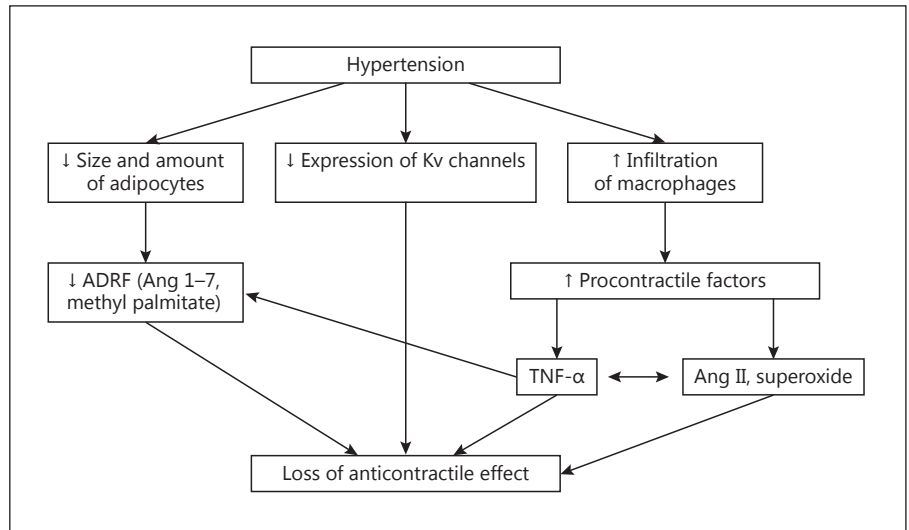 Hypertension
↓ Size and amount
of adipocytes
↓ Expression of Kv channels
↑ Infiltration
of macrophages
↓ ADRF (Ang 1–7,
methyl palmitate)
↑ Procontractile factors
TNF-α
Ang II, superoxide
Loss of anticontractile effect